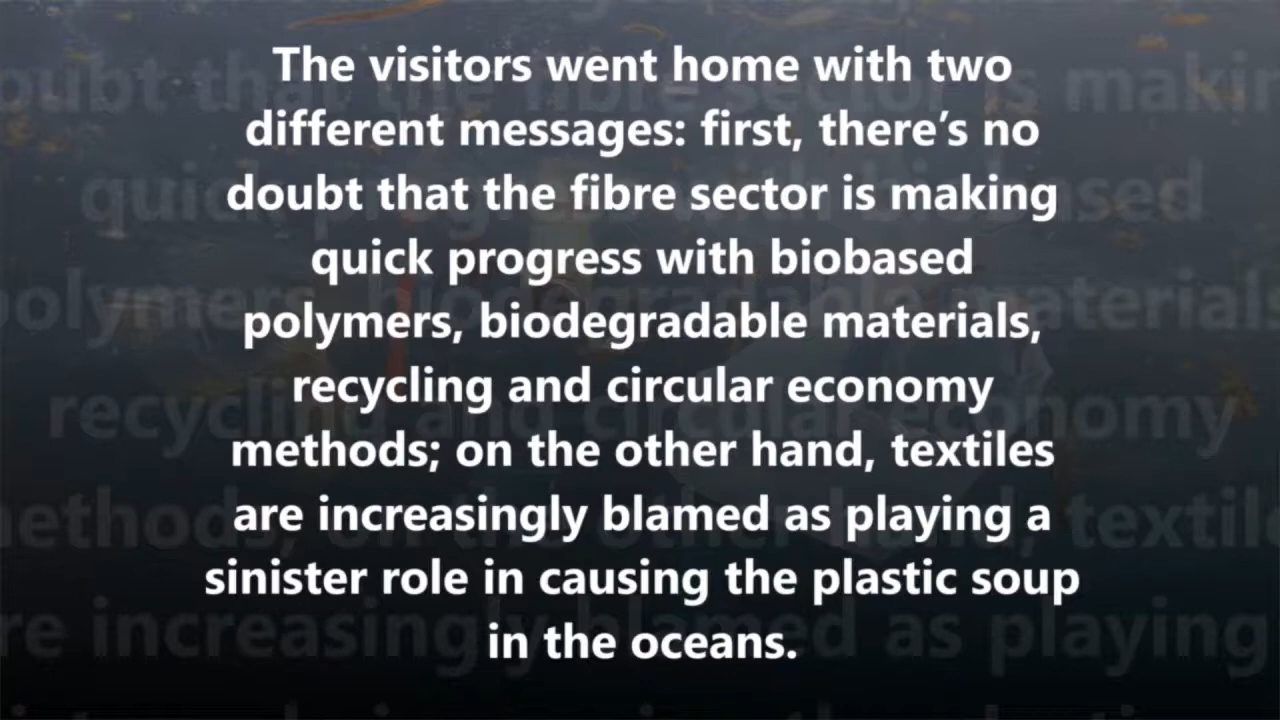 The visitors went home with two
different messages: first, there’s no
doubt that the fibre sector is making
quick progress with biobased
polymers, biodegradable materials,
recycling and circular economy
methods; on the other hand, textiles
are increasingly blamed as playing a
sinister role in causing the plastic soup
in the oceans.